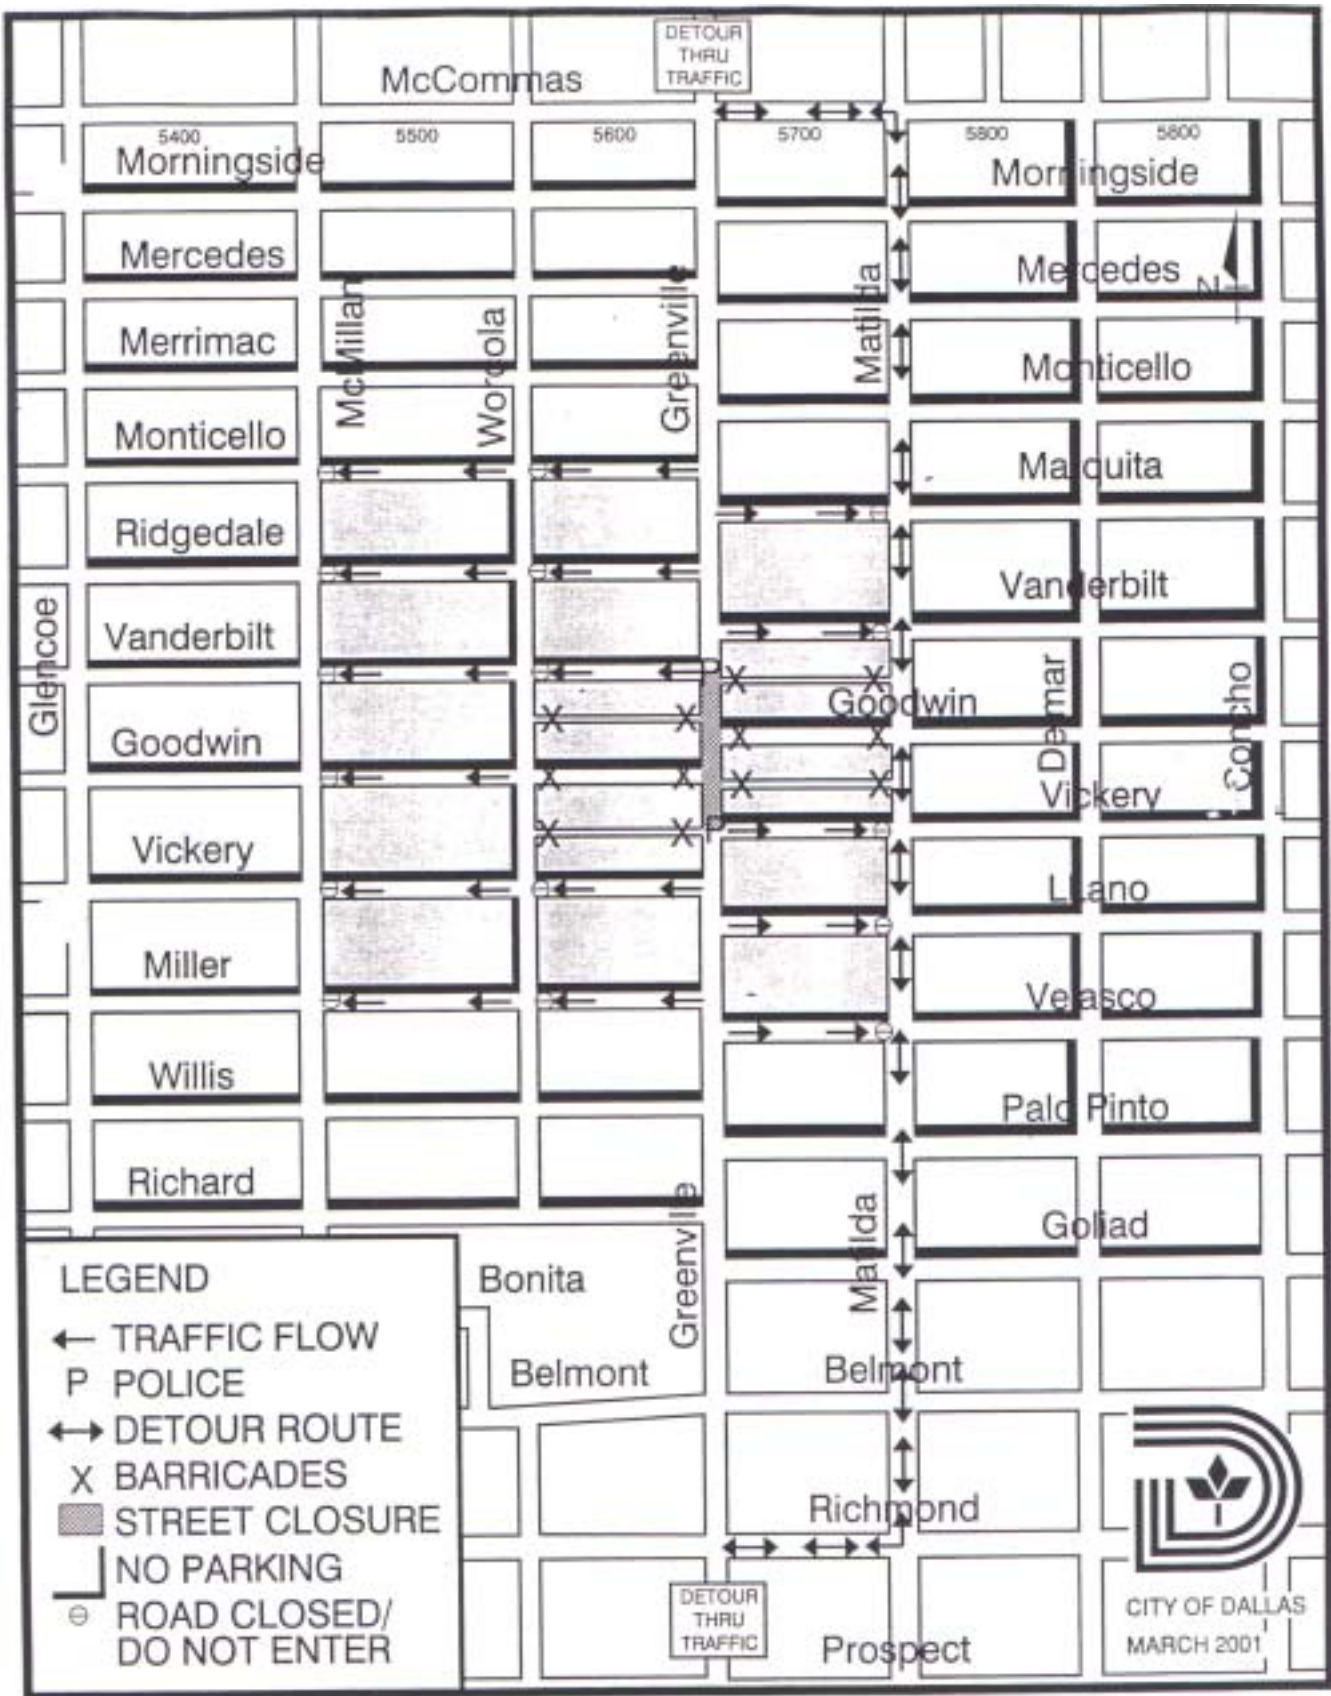 DETOUR
THRU
TRAFFIC
McCommas
5400
5500
5600
5700
5800
5800
Morningside
Morningside
Mercedes
Mercedes
N
Merrimac
McMillan
Worcola
Greenville
Matilda
Monticello
Monticello
Marquita
Ridgedale
Vanderbilt
Glencoe
Vanderbilt
P
Goodwin
Delmar
Concho
Goodwin
Vickery
P
Vickery
Llano
Miller
Velasco
Willis
Palo Pinto
Richard
Greenville
Matilda
Goliad
Bonita
Belmont
Belmont
Richmond
LEGEND
TRAFFIC FLOW
P POLICE
DETOUR ROUTE
X BARRICADES
STREET CLOSURE
NO PARKING
ROAD CLOSED/
DO NOT ENTER
DETOUR
THRU
TRAFFIC
Prospect
CITY OF DALLAS
MARCH 2001